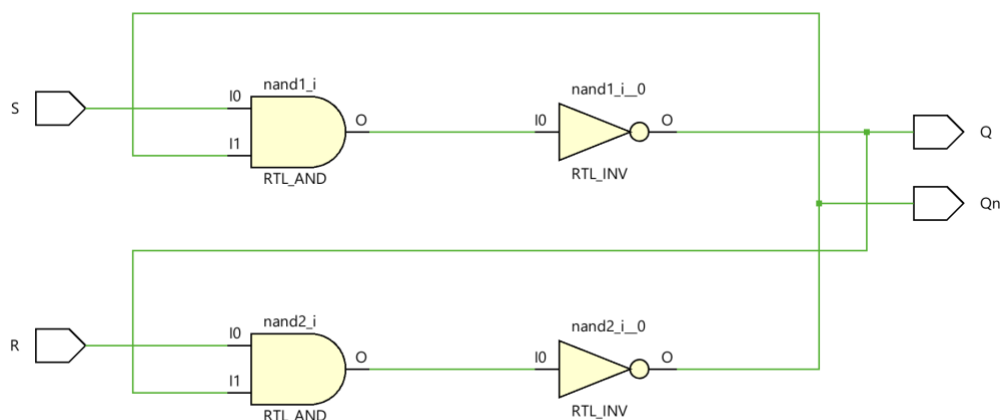 nand1_i
nand1_i__0
S
I0
O
I0
O
Q
I1
RTL_AND
RTL_INV
Qn
nand2_i
nand2_i__0
R
I0
O
I0
O
I1
RTL_AND
RTL_INV